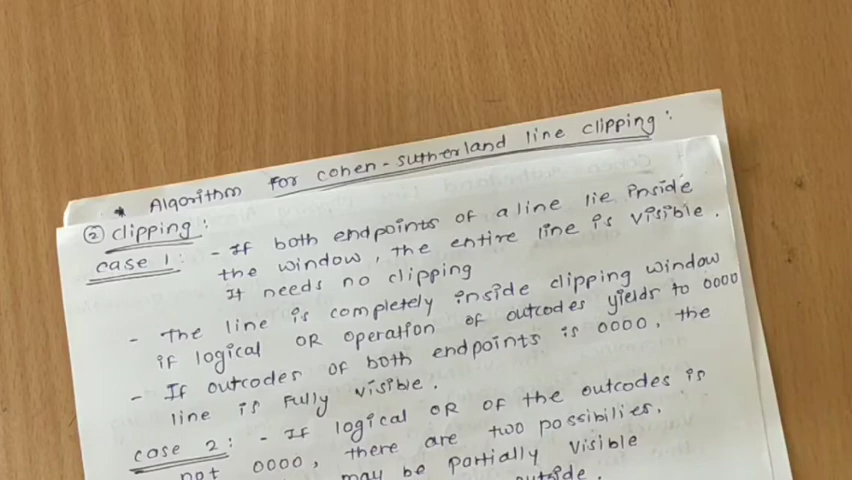 * Algorithm for cohen-sutherland line clipping:
② clipping:
case 1: - If both endpoints of a line lie inside
the window, the entire line is visible.
It needs no clipping
- The line is completely inside clipping window
if logical OR operation of outcodes yields to 0000
- If outcodes of both endpoints is 0000, the
line is fully visible.
case 2: - If logical OR of the outcodes is
not 0000, there are two possibilies.
may be partially visible
outside.